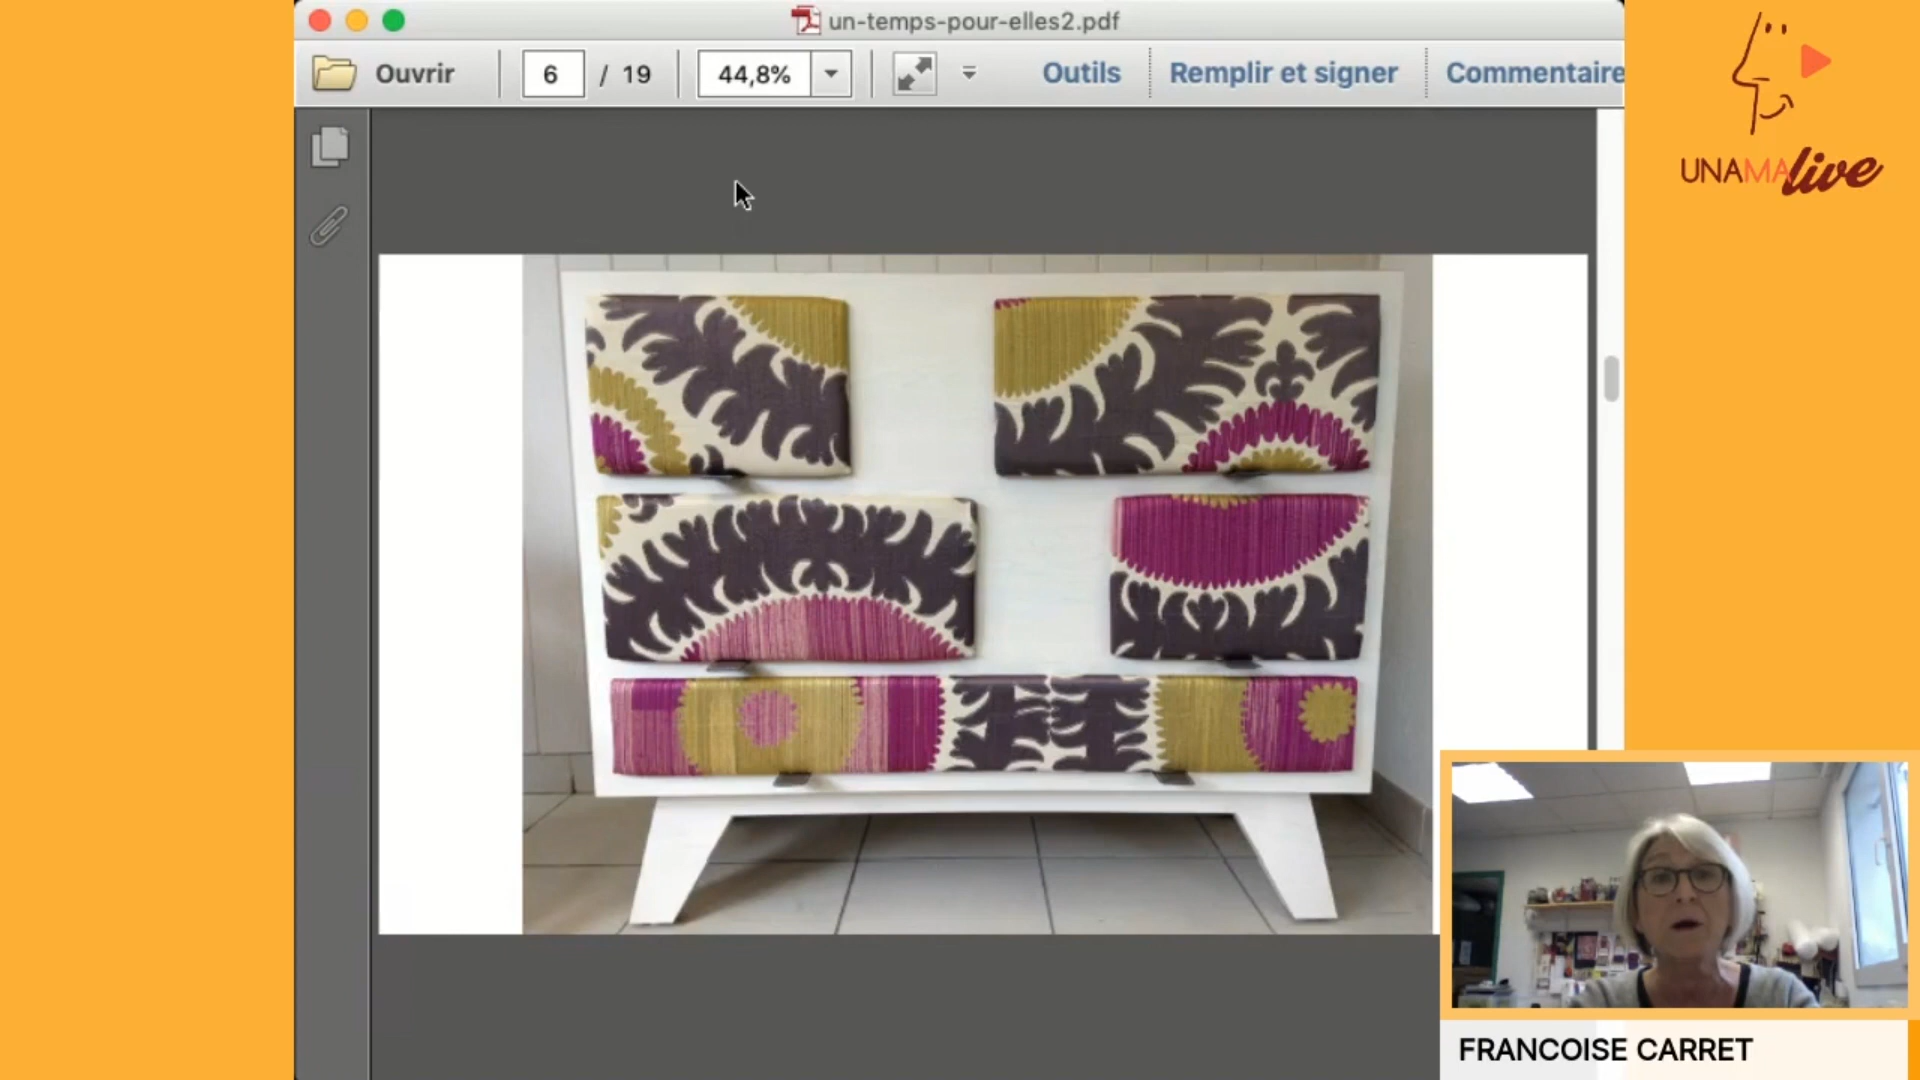 un-temps-pour-elles2.pdf
Ouvrir
6 / 19
44,8%
Outils
Remplir et signer
Commentaire
UNAMAlive
FRANCOISE CARRET